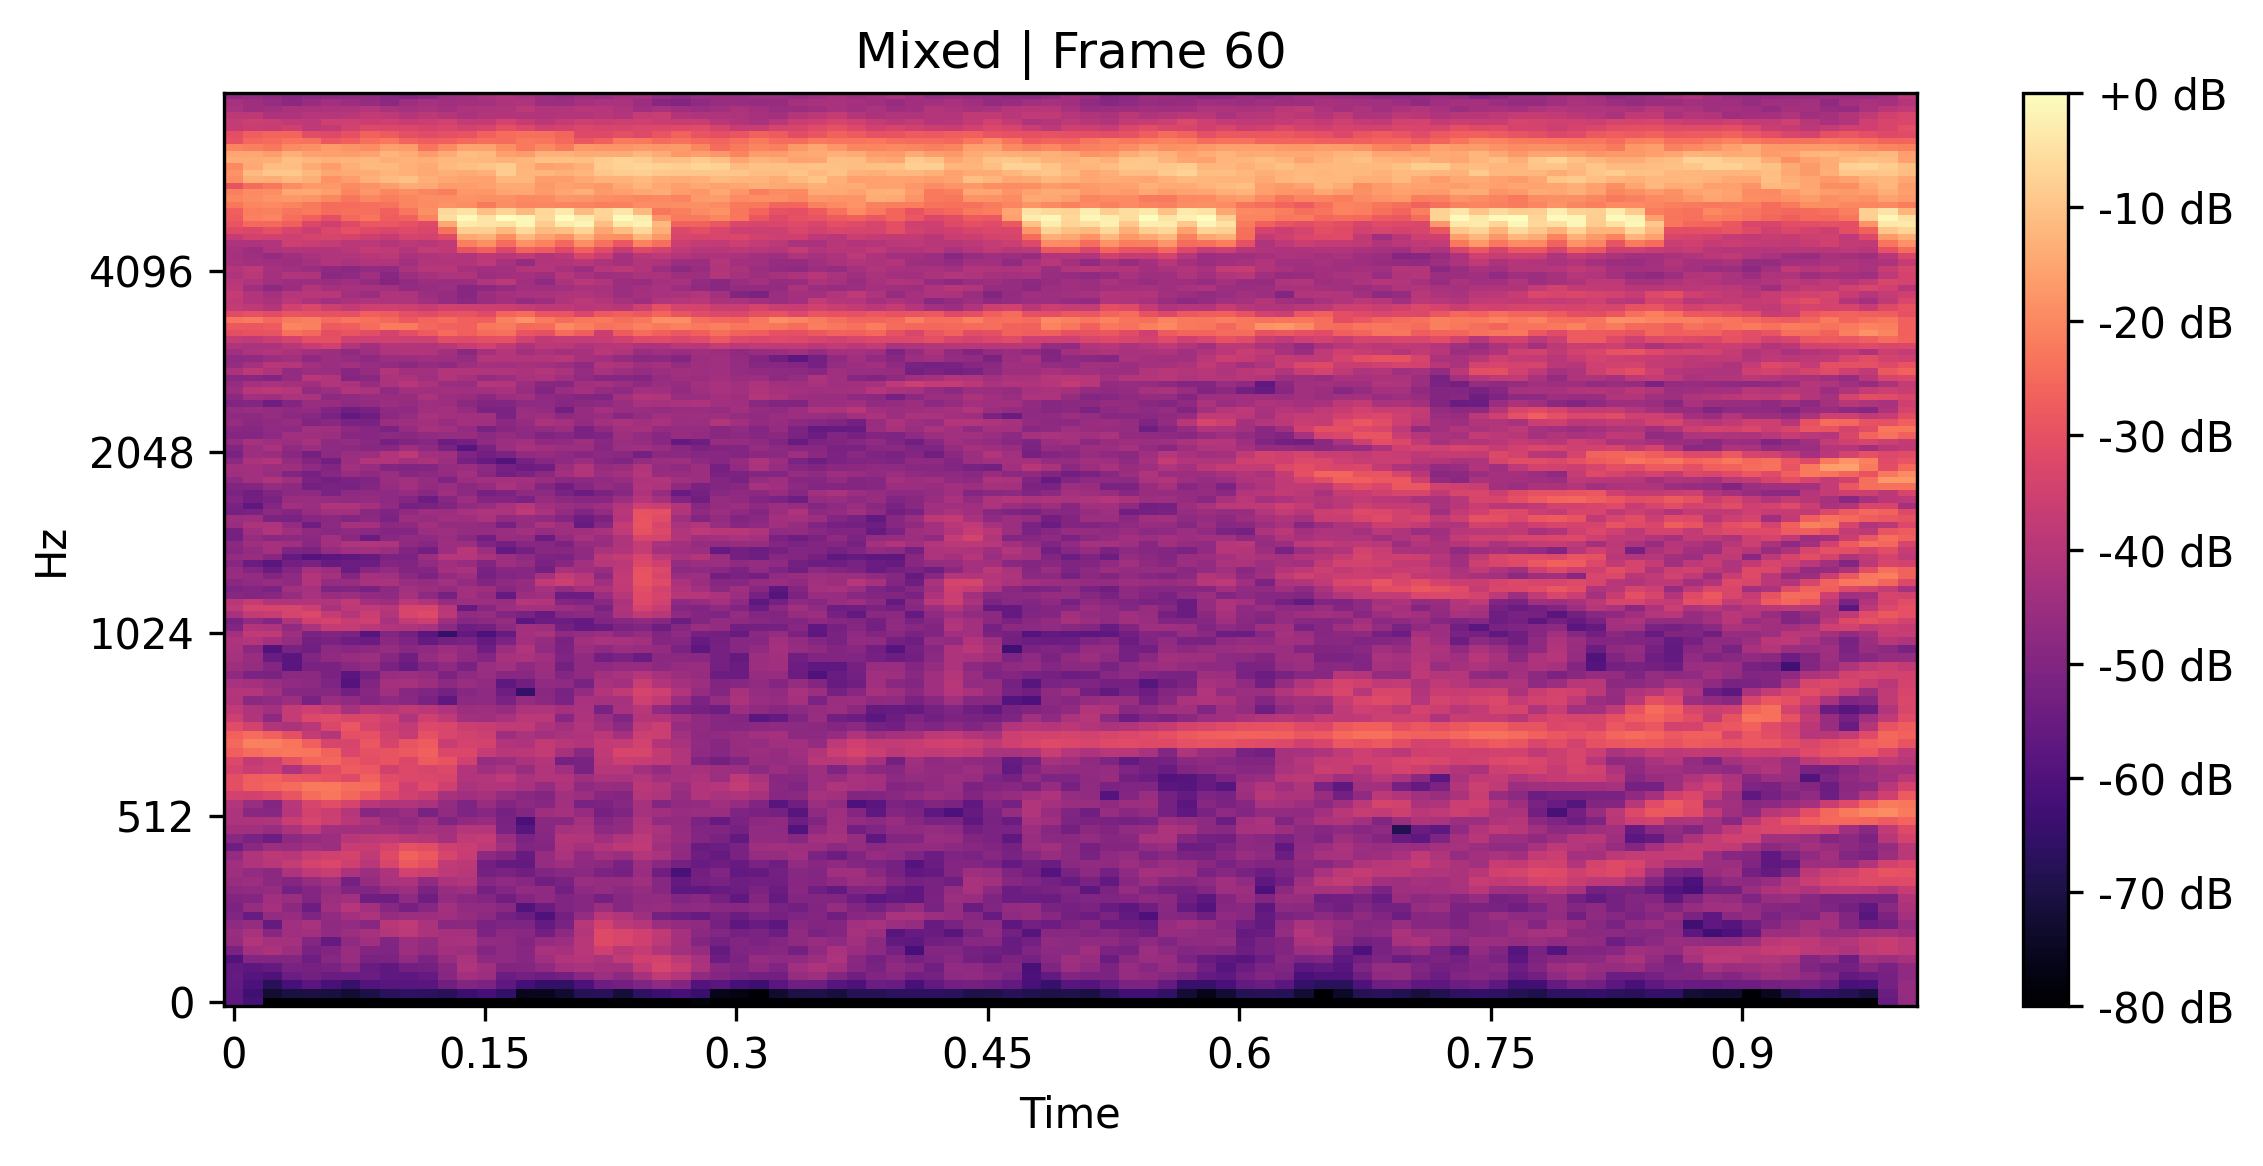 Mixed | Frame 60
+0 dB
-10 dB
-20 dB
-30 dB
-40 dB
-50 dB
-60 dB
-70 dB
-80 dB
4096
2048
1024
512
0
Hz
0 0.15 0.3 0.45 0.6 0.75 0.9
Time